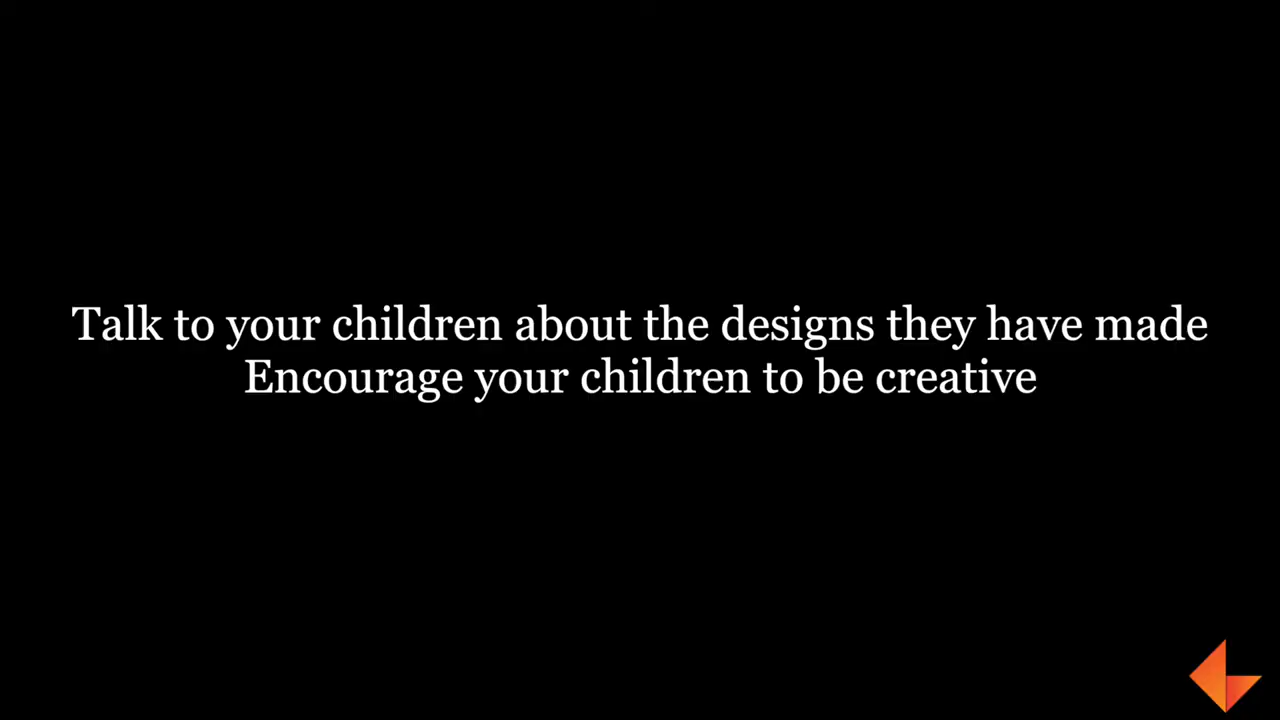 Talk to your children about the designs they have made
Encourage your children to be creative